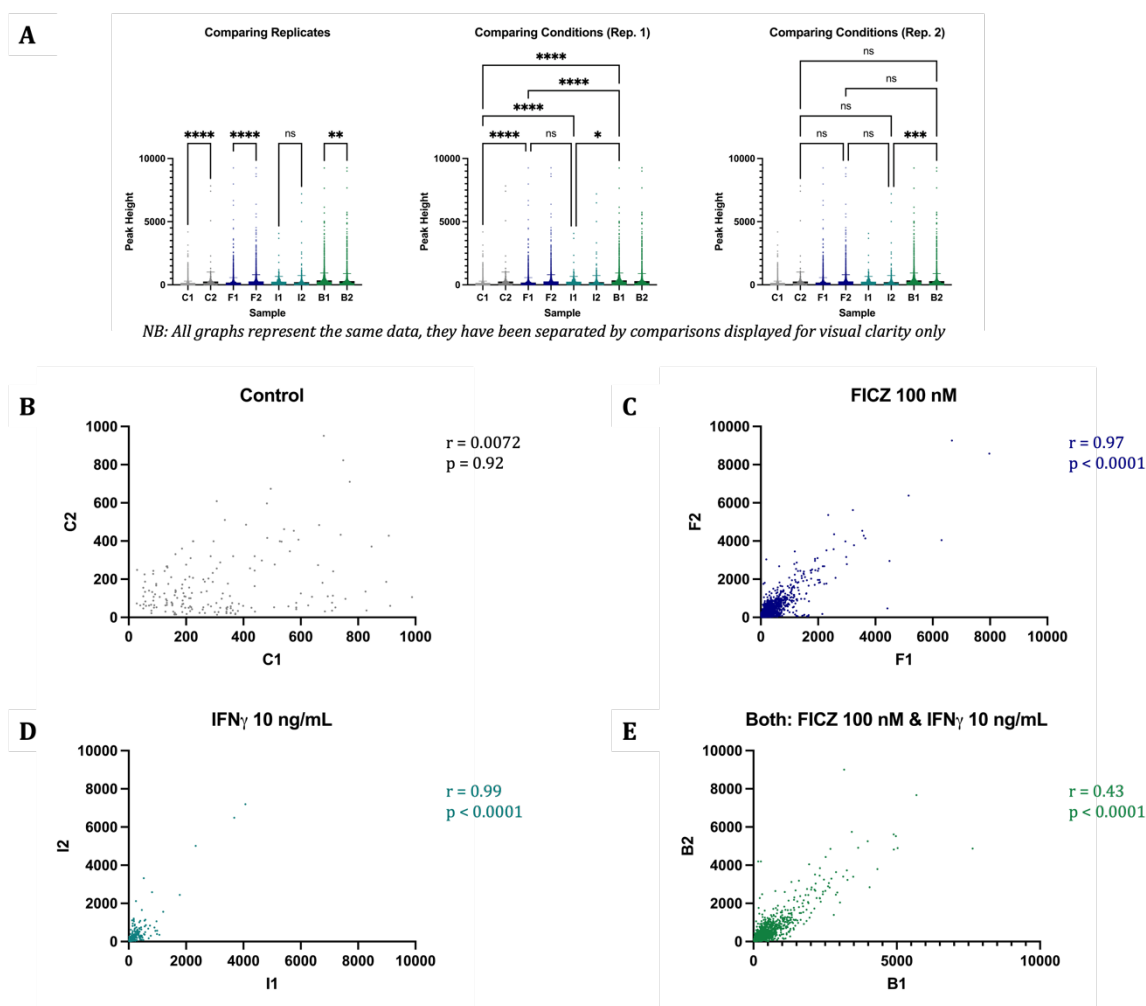 A
Comparing Replicates
**** **** ns **
Peak Height
10000
5000
0
C1 C2 F1 F2 I1 I2 B1 B2
Sample
Comparing Conditions (Rep. 1)
****
****
****
**** ns *
Peak Height
10000
5000
0
C1 C2 F1 F2 I1 I2 B1 B2
Sample
Comparing Conditions (Rep. 2)
ns
ns
ns
ns ns ***
Peak Height
10000
5000
0
C1 C2 F1 F2 I1 I2 B1 B2
Sample
NB: All graphs represent the same data, they have been separated by comparisons displayed for visual clarity only
B
Control
r = 0.0072
p = 0.92
C2
1000
800
600
400
200
0
0 200 400 600 800 1000
C1
C
FICZ 100 nM
r = 0.97
p < 0.0001
F2
10000
8000
6000
4000
2000
0
0 2000 4000 6000 8000 10000
F1
D
IFNγ 10 ng/mL
r = 0.99
p < 0.0001
I2
10000
8000
6000
4000
2000
0
0 2000 4000 6000 8000 10000
I1
E
Both: FICZ 100 nM & IFNγ 10 ng/mL
r = 0.43
p < 0.0001
B2
10000
8000
6000
4000
2000
0
0 5000 10000
B1